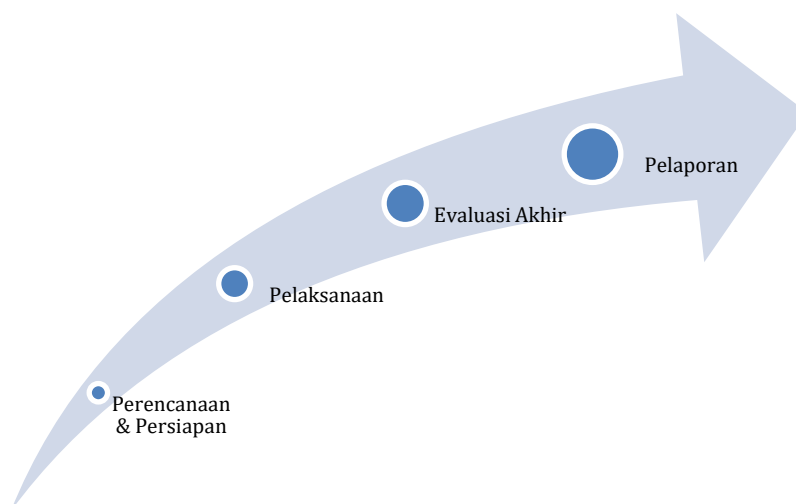 Perencanaan
& Persiapan
Pelaksanaan
Evaluasi Akhir
Pelaporan